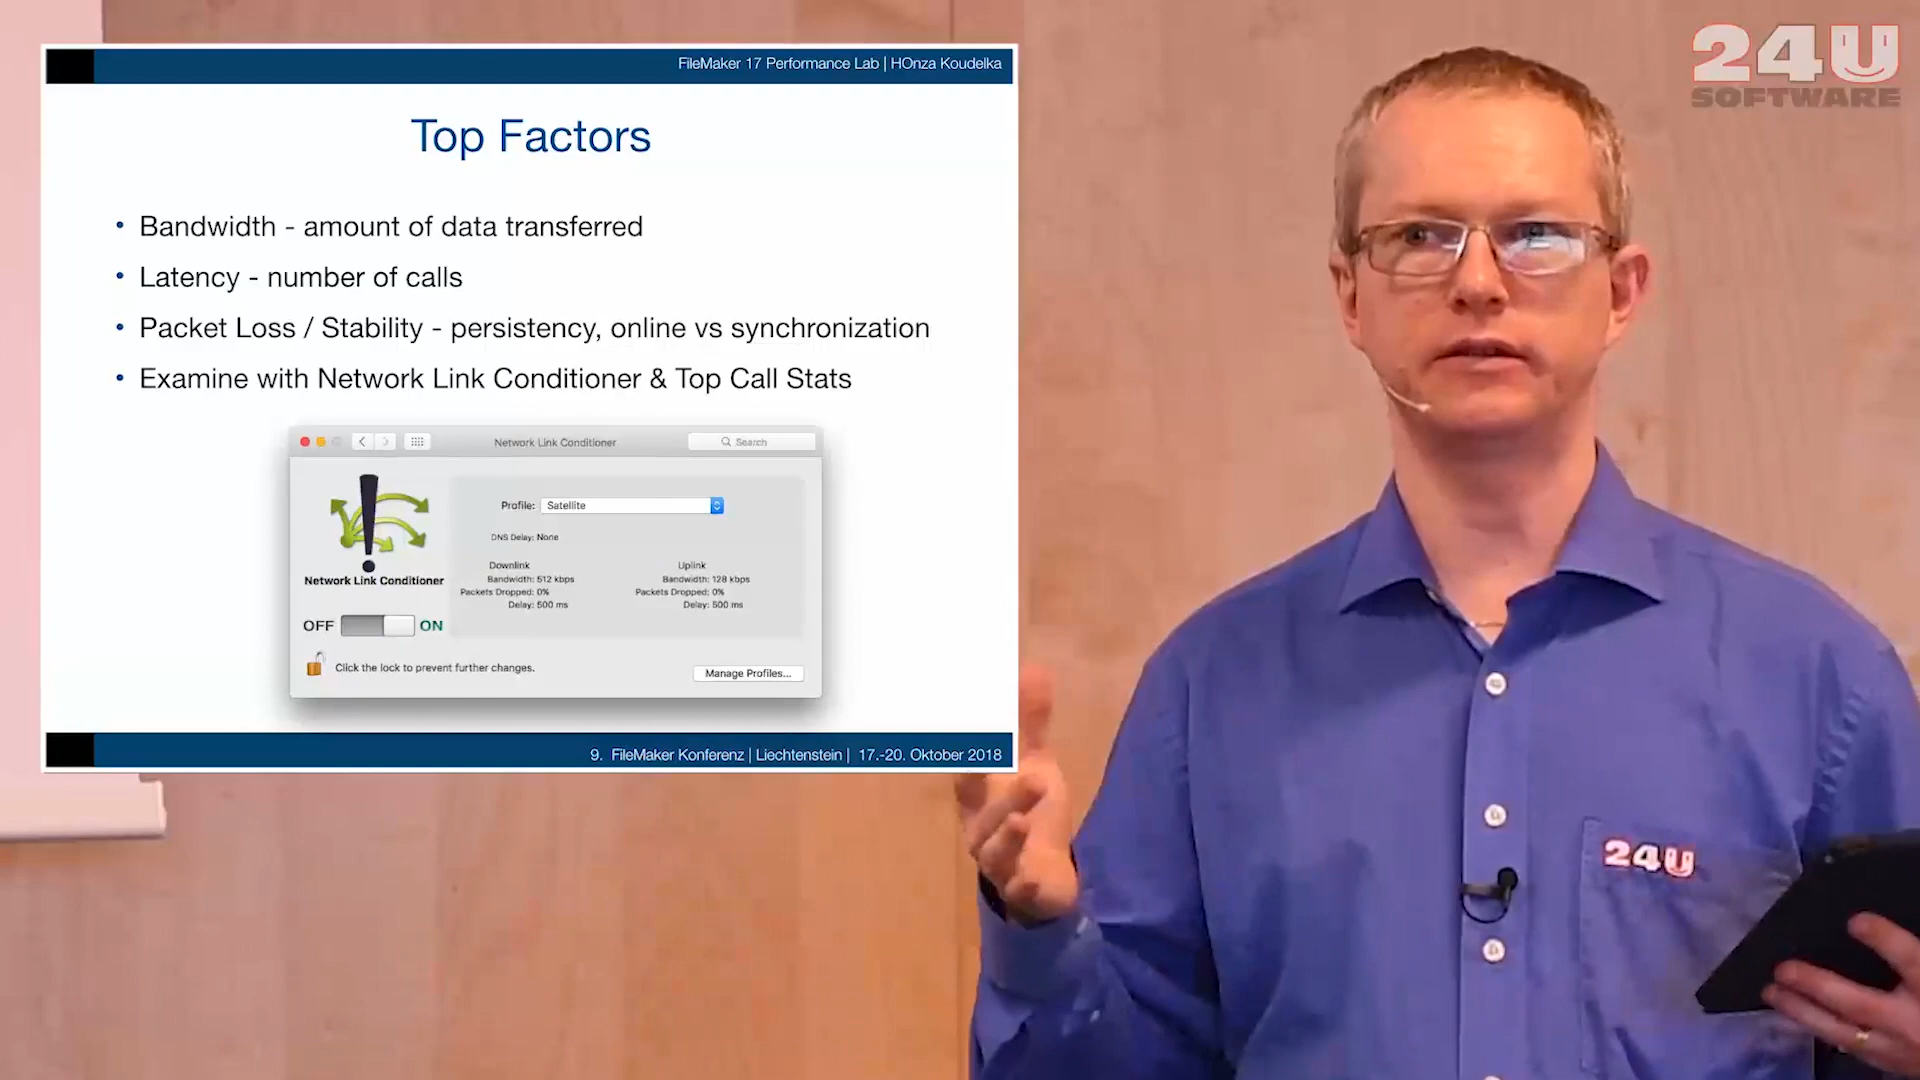 FileMaker 17 Performance Lab | HOnza Koudelka
24U
SOFTWARE
Top Factors
• Bandwidth - amount of data transferred
• Latency - number of calls
• Packet Loss / Stability - persistency, online vs synchronization
• Examine with Network Link Conditioner & Top Call Stats
Network Link Conditioner
Search
Profile: Satellite
DNS Delay: None
Downlink
Bandwidth: 512 kbps
Packets Dropped: 0%
Delay: 500 ms
Uplink
Bandwidth: 128 kbps
Packets Dropped: 0%
Delay: 500 ms
Network Link Conditioner
OFF ON
Click the lock to prevent further changes.
Manage Profiles...
9. FileMaker Konferenz | Liechtenstein | 17.-20. Oktober 2018
24U